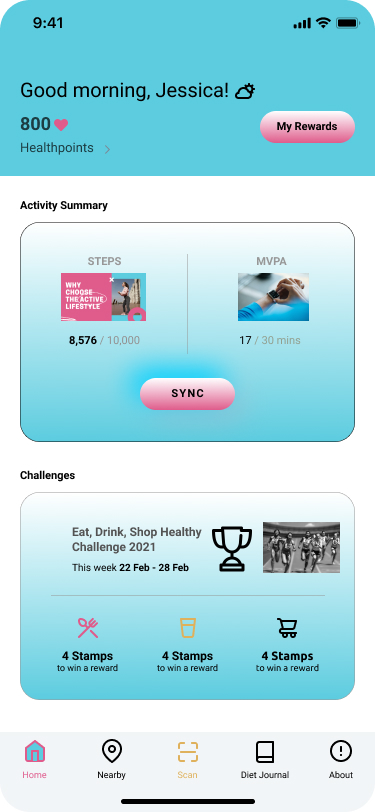 9:41
Good morning, Jessica!
800
My Rewards
Healthpoints
Activity Summary
STEPS
MVPA
WHY
CHOOSE
THE ACTIVE
LIFESTYLE
8,576 / 10,000
17 / 30 mins
SYNC
Challenges
Eat, Drink, Shop Healthy
Challenge 2021
This week 22 Feb - 28 Feb
4 Stamps
to win a reward
4 Stamps
to win a reward
4 Stamps
to win a reward
Home
Nearby
Scan
Diet Journal
About